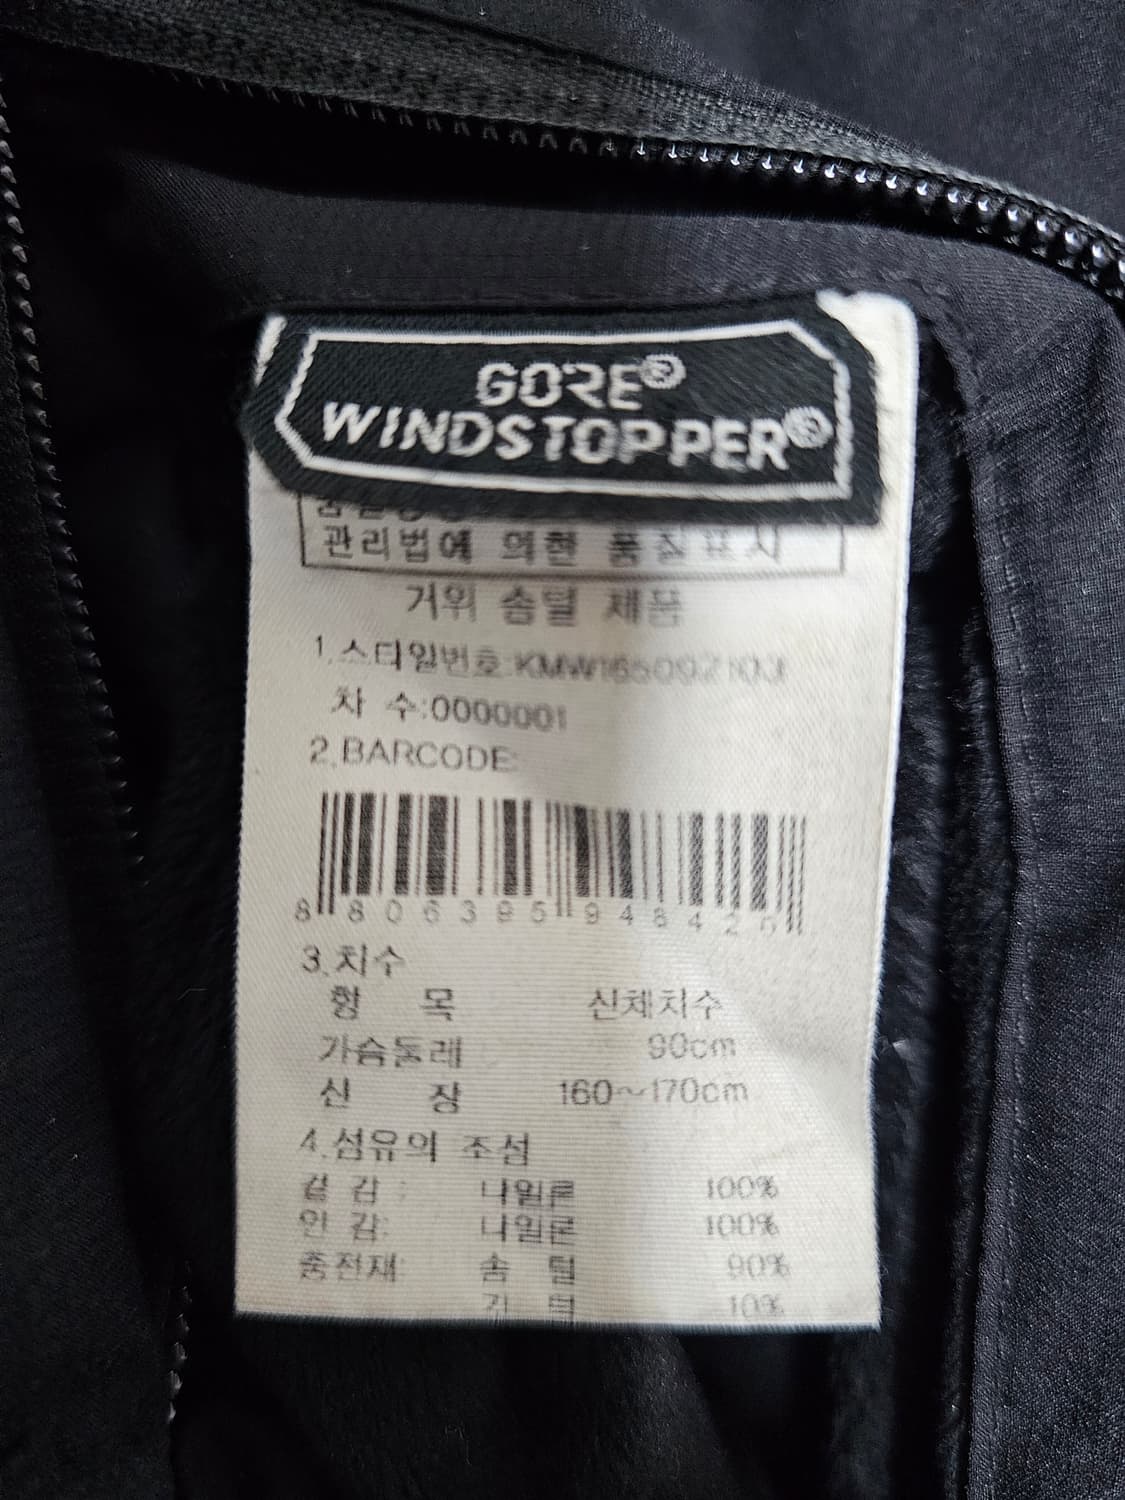 GORE®
WINDSTOPPER®
관리법에 의한 품질표시
거위 솜털 제품
1.스타일번호:KMW165092103
차 수:0000001
2.BARCODE:
8 806395 948426
3.치수
항 목 신체치수
가슴둘레 90cm
신 장 160~170cm
4.섬유의 조성
겉 감 : 나일론 100%
안 감: 나일론 100%
충전재: 솜 털 90%
깃 털 10%